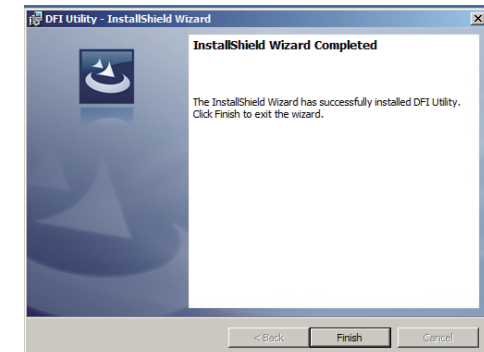 DFI Utility - InstallShield Wizard
InstallShield Wizard Completed
The InstallShield Wizard has successfully installed DFI Utility.
Click Finish to exit the wizard.
< Back
Finish
Cancel